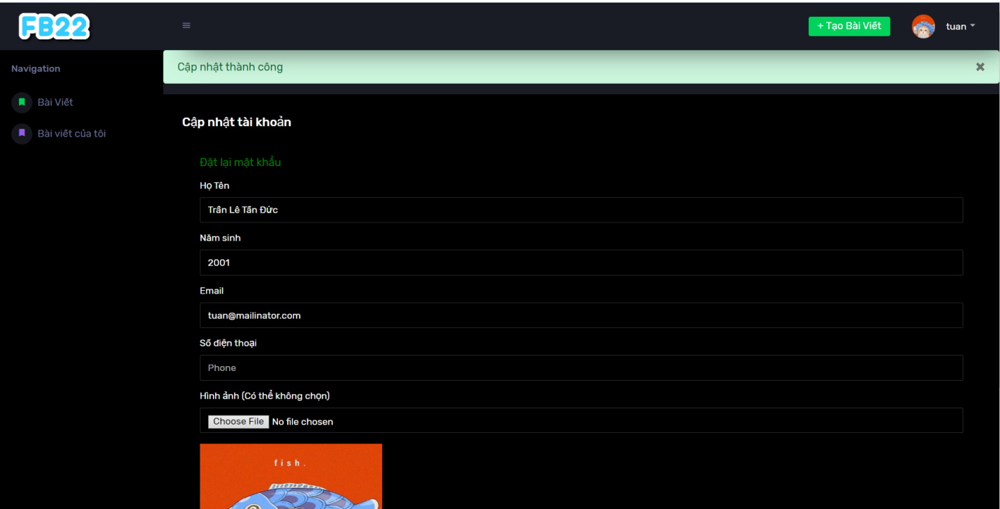 FB22
+ Tạo Bài Viết
tuan
Navigation
Cập nhật thành công
×
Bài Viết
Bài viết của tôi
Cập nhật tài khoản
Đặt lại mật khẩu
Họ Tên
Trần Lê Tấn Đức
Năm sinh
2001
Email
tuan@mailinator.com
Số điện thoại
Phone
Hình ảnh (Có thể không chọn)
Choose File No file chosen
fish.